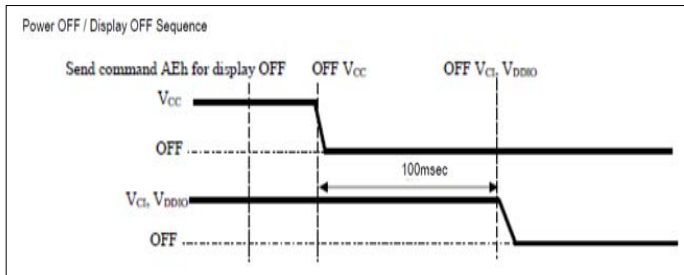 Power OFF / Display OFF Sequence
Send command AEh for display OFF OFF VCC OFF VCI, VDDIO
VCC
OFF
100msec
VCI, VDDIO
OFF